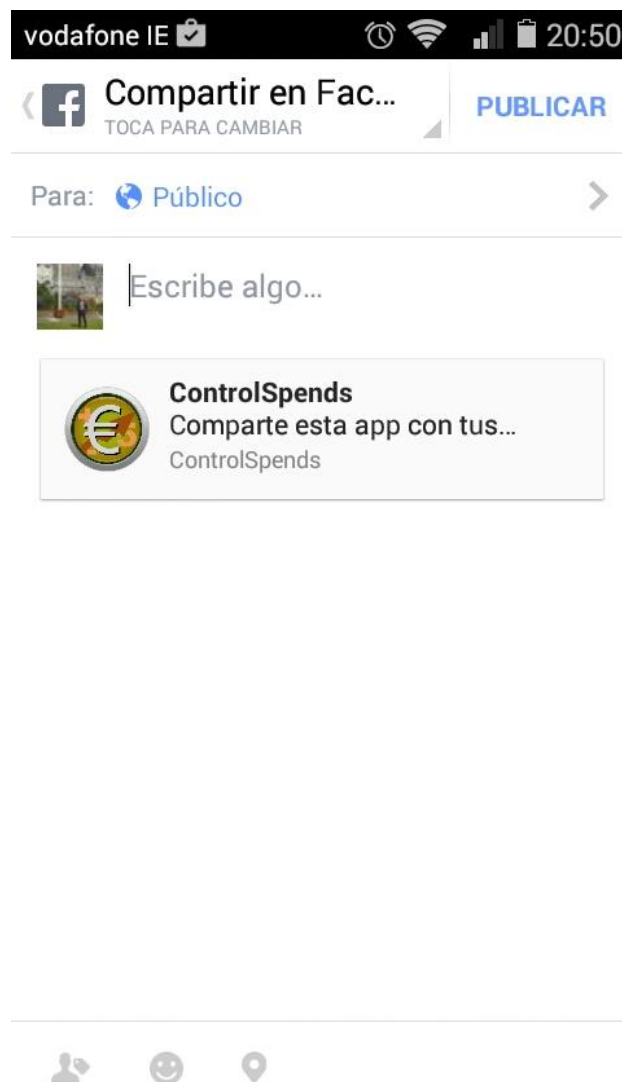 vodafone IE 20:50
Compartir en Fac...
TOCA PARA CAMBIAR
PUBLICAR
Para: Público
Escribe algo...
ControlSpends
Comparte esta app con tus...
ControlSpends